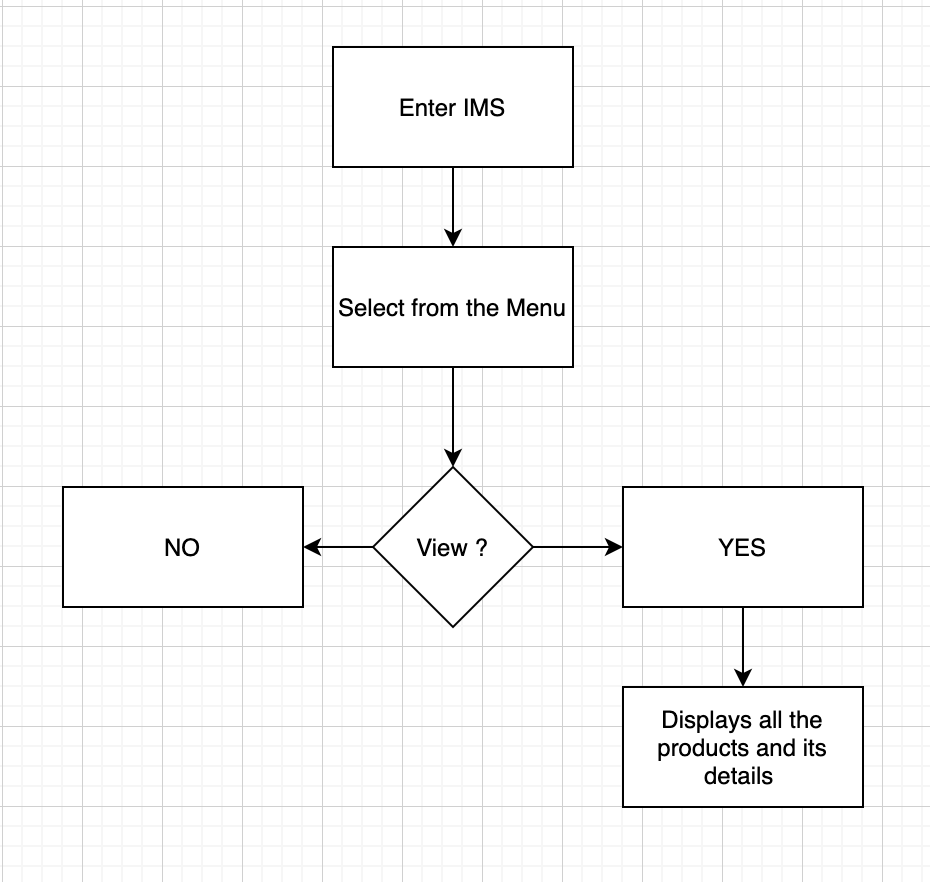 Enter IMS
Select from the Menu
NO
View ?
YES
Displays all the
products and its
details